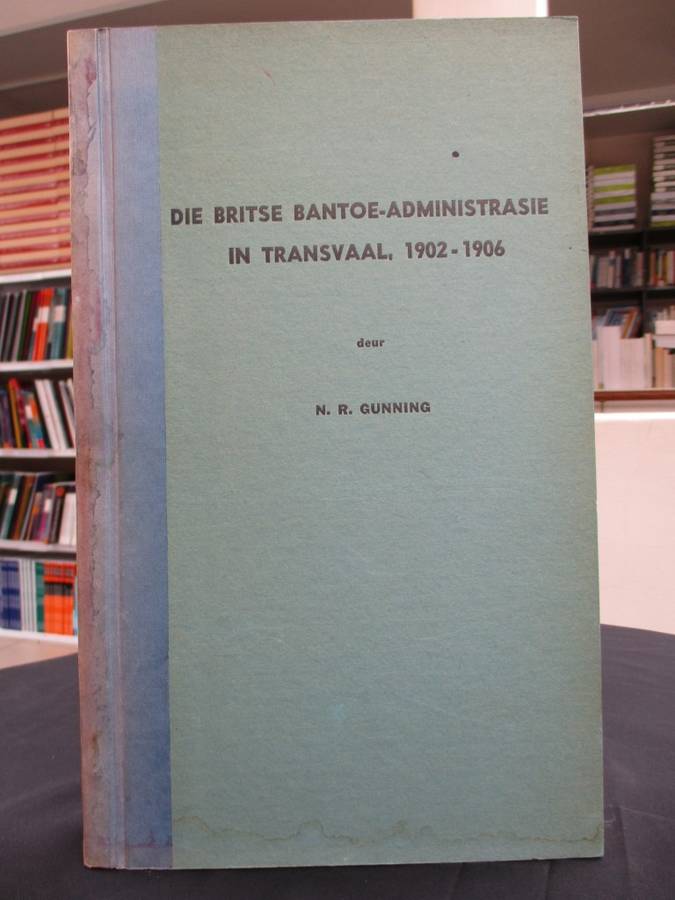 DIE BRITSE BANTOE-ADMINISTRASIE
IN TRANSVAAL, 1902-1906
deur
N. R. GUNNING